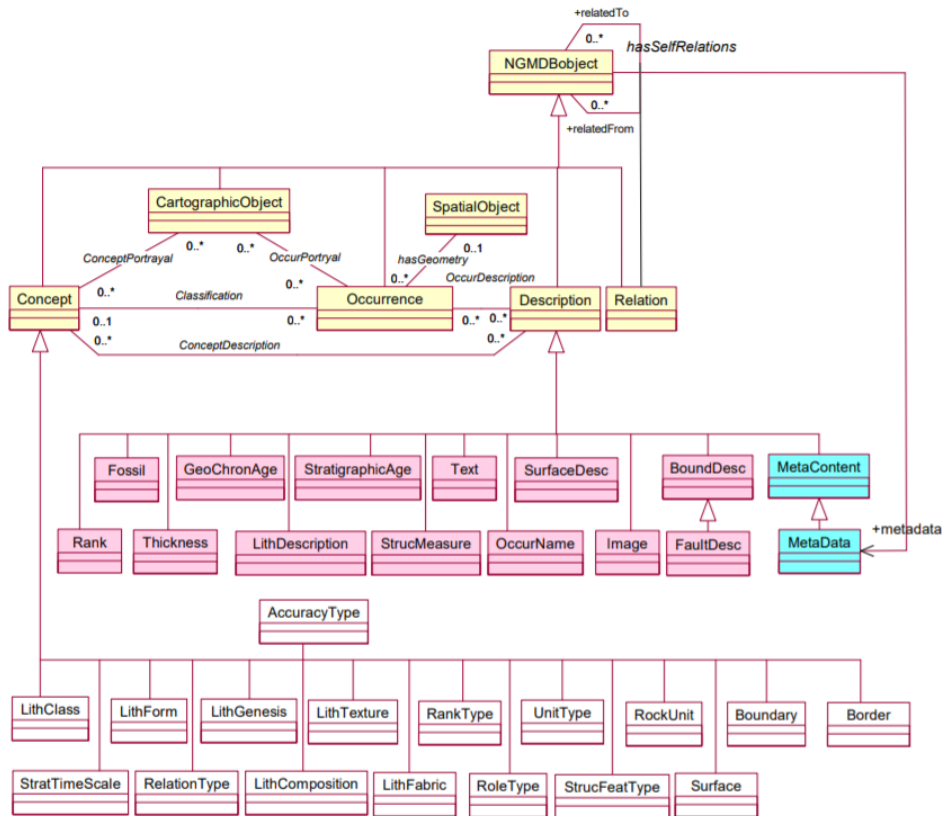 +relatedTo
0..*
hasSelfRelations
NGMDBobject
0..*
+relatedFrom
CartographicObject
SpatialObject
0..*
0..*
0..1
ConceptPortrayal
OccurPortryal
hasGeometry
0..*
0..*
0..*
OccurDescription
Concept
Classification
Occurrence
Description
Relation
0..1
0..*
0..*
0..*
0..*
ConceptDescription
0..*
Fossil
GeoChronAge
StratigraphicAge
Text
SurfaceDesc
BoundDesc
MetaContent
+metadata
Rank
Thickness
LithDescription
StrucMeasure
OccurName
Image
FaultDesc
MetaData
AccuracyType
LithClass
LithForm
LithGenesis
LithTexture
RankType
UnitType
RockUnit
Boundary
Border
StratTimeScale
RelationType
LithComposition
LithFabric
RoleType
StrucFeatType
Surface